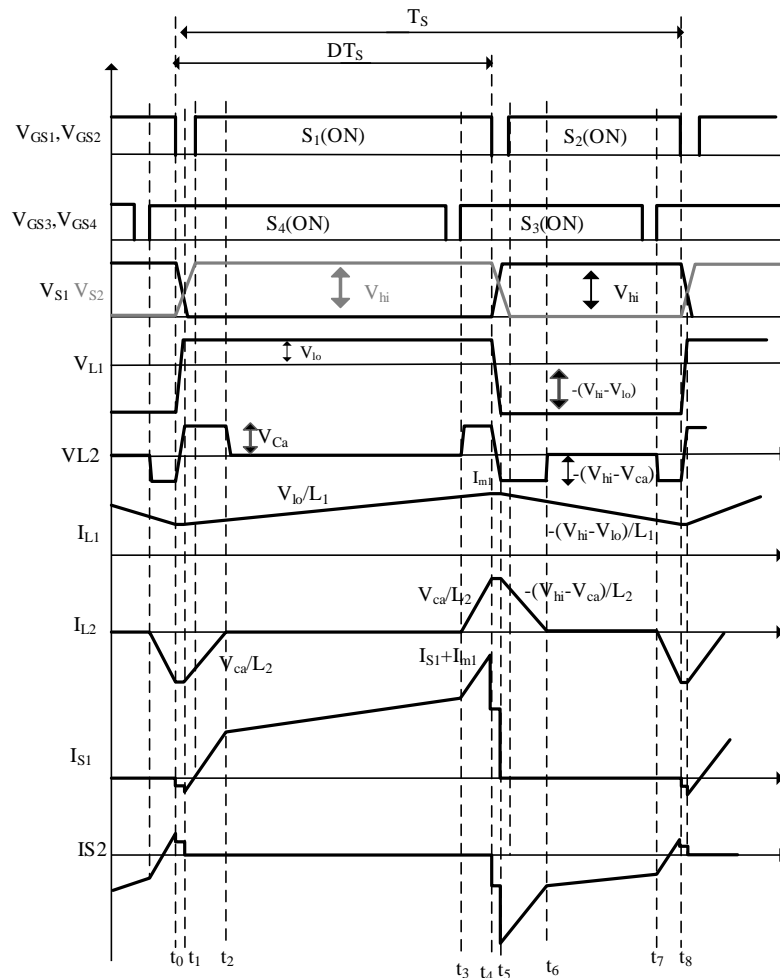 T_S
DT_S
V_GS1,V_GS2
S_1(ON)
S_2(ON)
V_GS3,V_GS4
S_4(ON)
S_3(ON)
V_S1 V_S2
V_hi
V_hi
V_L1
V_lo
-(V_hi-V_lo)
VL2
V_Ca
I_m1
-(V_hi-V_ca)
I_L1
V_lo/L_1
-(V_hi-V_lo)/L_1
I_L2
V_ca/L_2
V_ca/L_2
-(V_hi-V_ca)/L_2
I_S1
I_S1+I_m1
IS2
t_0 t_1 t_2 t_3 t_4 t_5 t_6 t_7 t_8